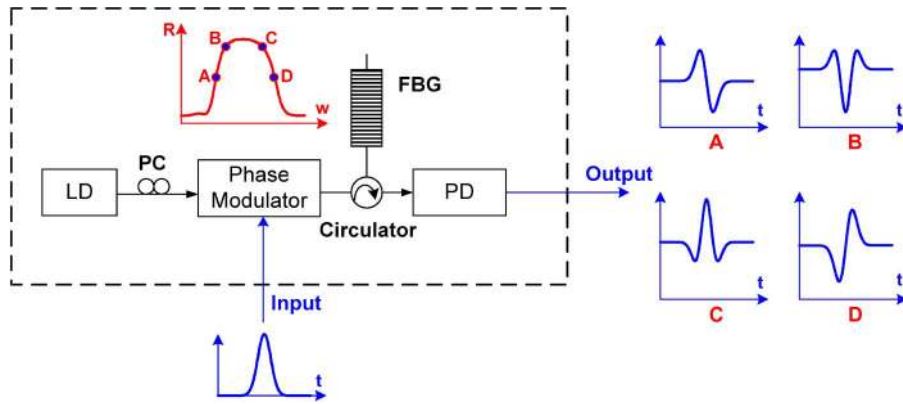 R
B
C
A
D
w
FBG
PC
LD
Phase
Modulator
Circulator
PD
Output
Input
t
t
A
t
B
t
C
t
D